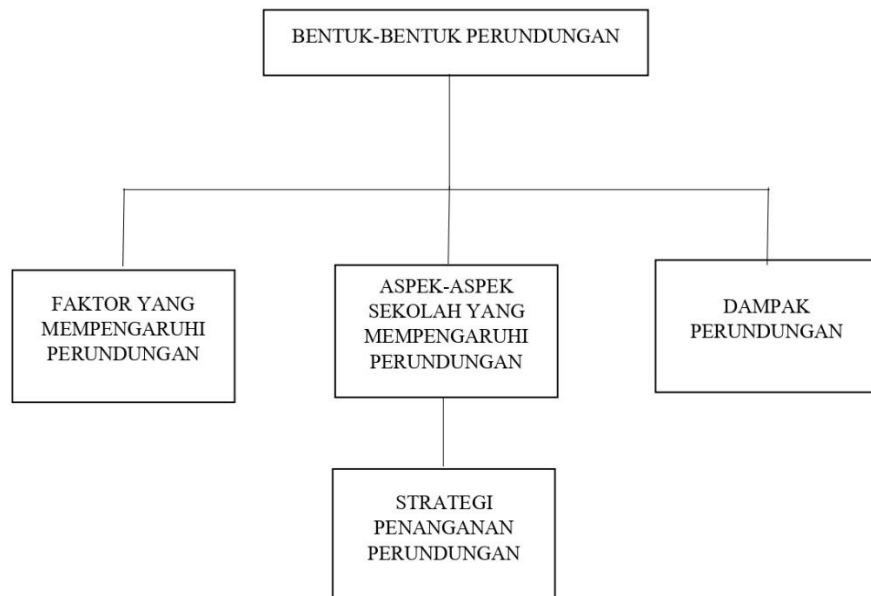 BENTUK-BENTUK PERUNDUNGAN
FAKTOR YANG
MEMPENGARUHI
PERUNDUNGAN
ASPEK-ASPEK
SEKOLAH YANG
MEMPENGARUHI
PERUNDUNGAN
DAMPAK
PERUNDUNGAN
STRATEGI
PENANGANAN
PERUNDUNGAN